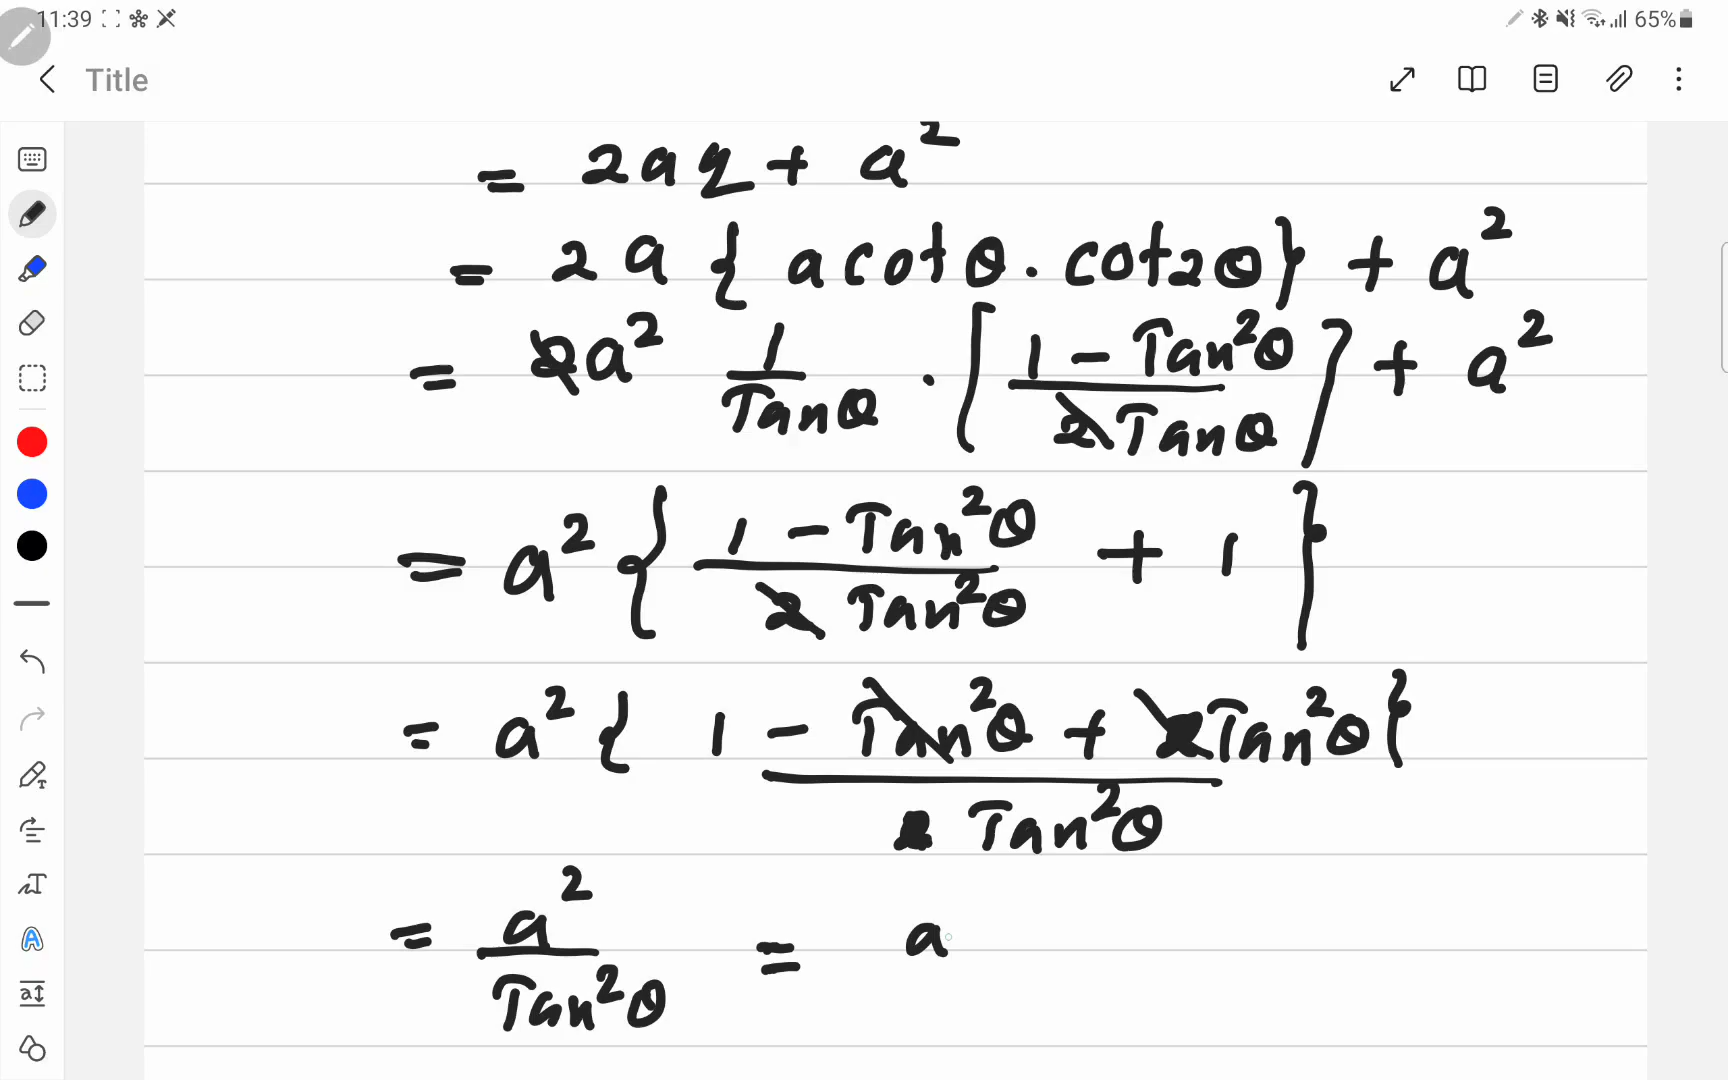 11:39 65%
Title
= 2aq + a²
= 2a { a cotθ . cot2θ } + a²
= 2a² 1/Tanθ . [ (1 - Tan²θ)/(2Tanθ) ] + a²
= a² { (1 - Tan²θ)/(2 Tan²θ) + 1 }
= a² { (1 - Tan²θ + 2Tan²θ)/(2 Tan²θ) }
= a²/Tan²θ = a